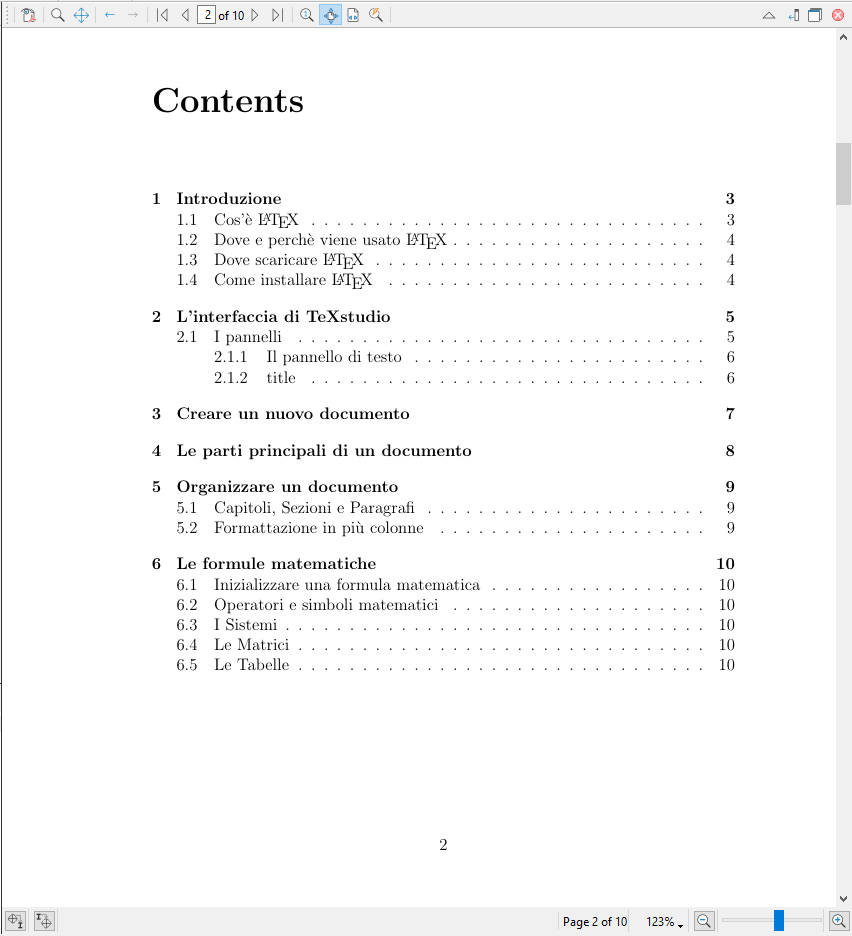 2 of 10
Contents
1 Introduzione 3
1.1 Cos'è LATEX . . . . . . . . . . . . . . . . . . . . . . . . . . . . . . . 3
1.2 Dove e perchè viene usato LATEX . . . . . . . . . . . . . . . . . . . . 4
1.3 Dove scaricare LATEX . . . . . . . . . . . . . . . . . . . . . . . . . . 4
1.4 Come installare LATEX . . . . . . . . . . . . . . . . . . . . . . . . . 4
2 L'interfaccia di TeXstudio 5
2.1 I pannelli . . . . . . . . . . . . . . . . . . . . . . . . . . . . . . . . 5
2.1.1 Il pannello di testo . . . . . . . . . . . . . . . . . . . . . . . 6
2.1.2 title . . . . . . . . . . . . . . . . . . . . . . . . . . . . . . . 6
3 Creare un nuovo documento 7
4 Le parti principali di un documento 8
5 Organizzare un documento 9
5.1 Capitoli, Sezioni e Paragrafi . . . . . . . . . . . . . . . . . . . . . . 9
5.2 Formattazione in più colonne . . . . . . . . . . . . . . . . . . . . . 9
6 Le formule matematiche 10
6.1 Inizializzare una formula matematica . . . . . . . . . . . . . . . . . 10
6.2 Operatori e simboli matematici . . . . . . . . . . . . . . . . . . . . 10
6.3 I Sistemi . . . . . . . . . . . . . . . . . . . . . . . . . . . . . . . . . 10
6.4 Le Matrici . . . . . . . . . . . . . . . . . . . . . . . . . . . . . . . . 10
6.5 Le Tabelle . . . . . . . . . . . . . . . . . . . . . . . . . . . . . . . . 10
2
Page 2 of 10 123%